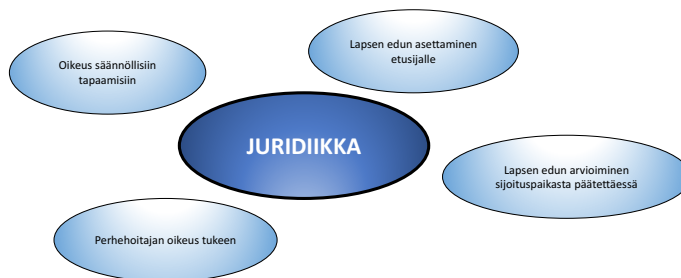 Lapsen edun asettaminen
etusijalle
Oikeus säännöllisiin
tapaamisiin
JURIDIIKKA
Lapsen edun arvioiminen
sijoituspaikasta päätettäessä
Perhehoitajan oikeus tukeen